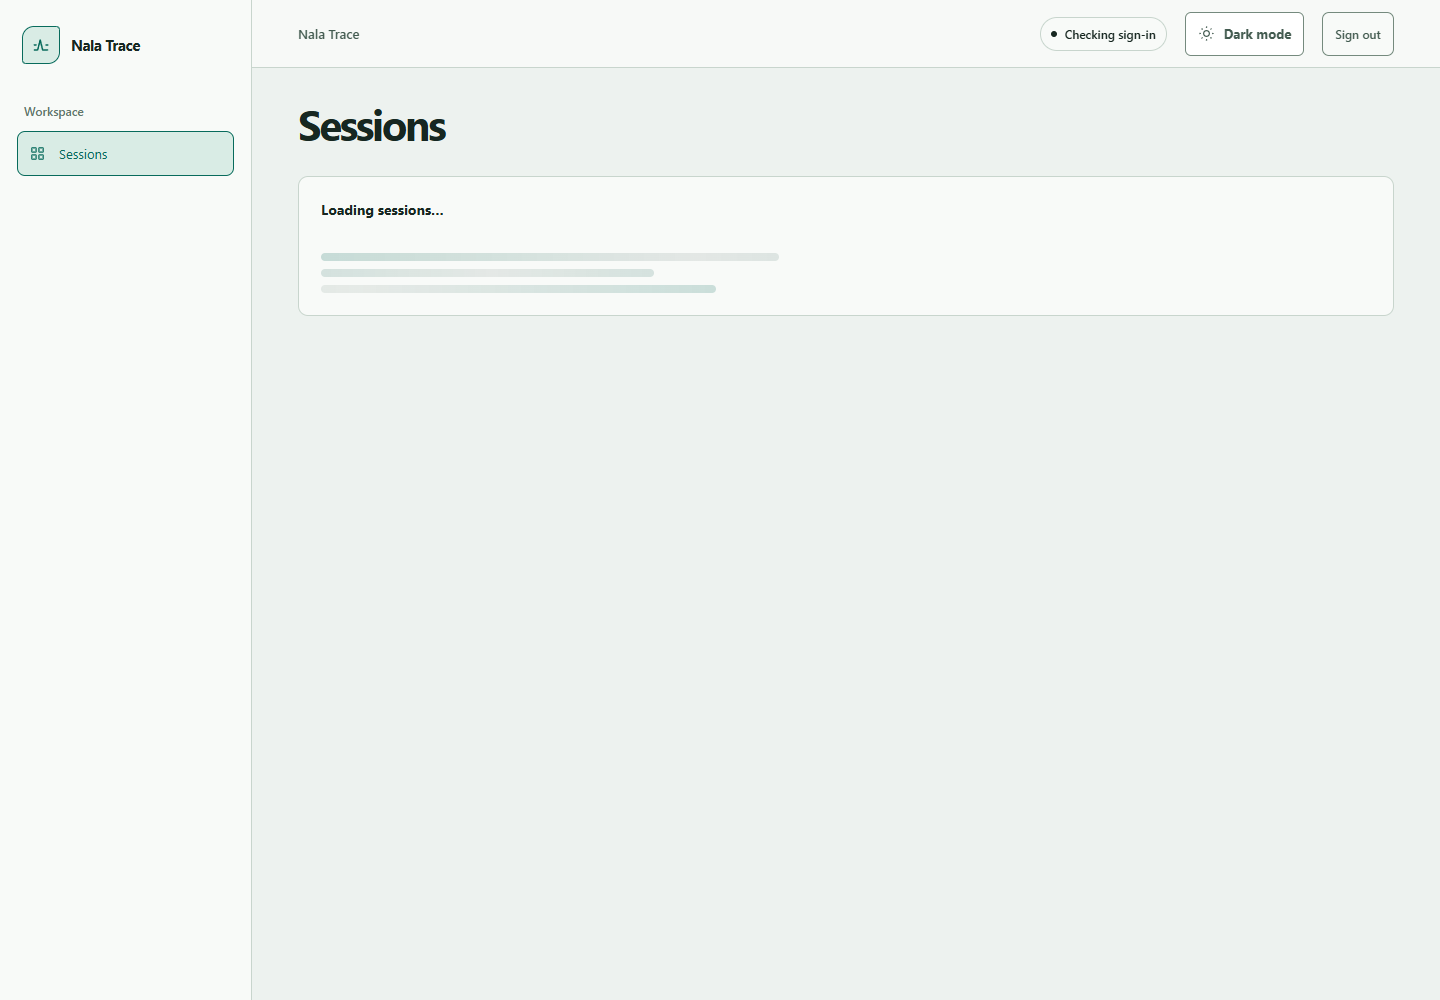 Nala Trace
Workspace
Sessions
Nala Trace
Checking sign-in
Dark mode
Sign out
Sessions
Loading sessions...